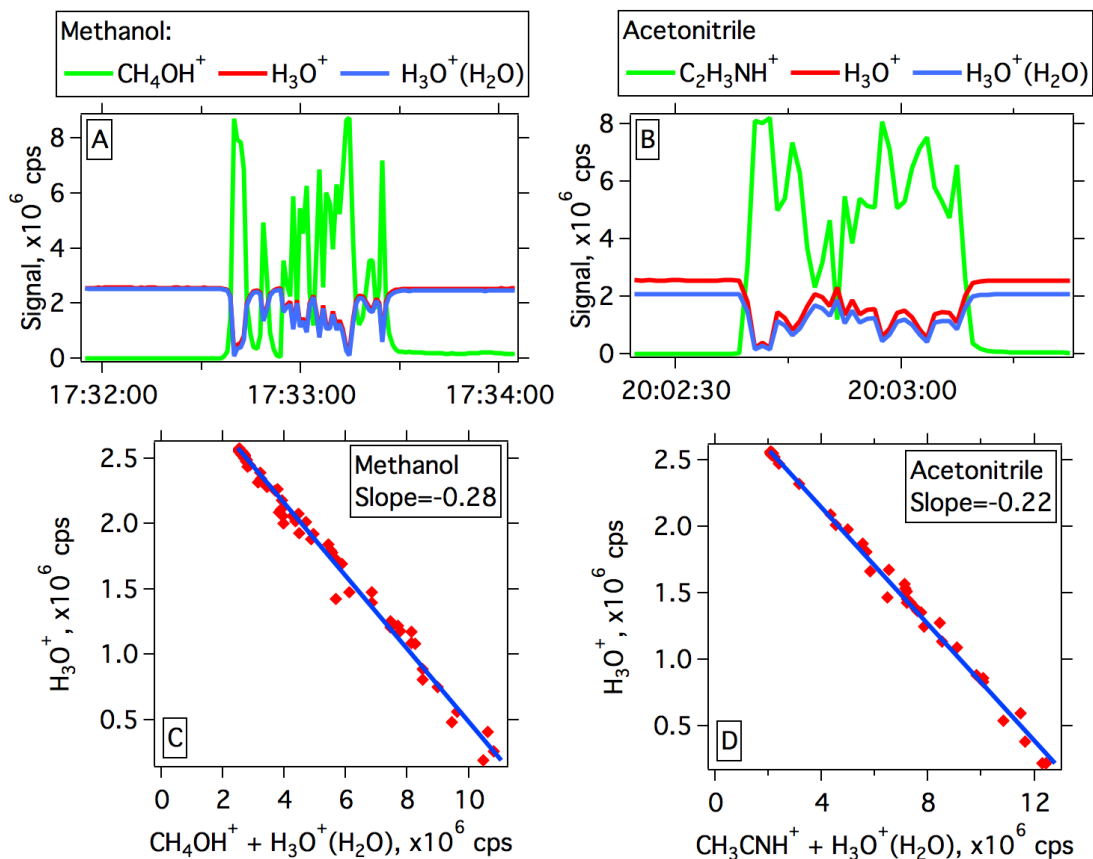 Methanol:
CH₄OH⁺ H₃O⁺ H₃O⁺(H₂O)
Acetonitrile
C₂H₃NH⁺ H₃O⁺ H₃O⁺(H₂O)
A
Signal, x10⁶ cps
8
6
4
2
0
17:32:00 17:33:00 17:34:00
B
Signal, x10⁶ cps
8
6
4
2
0
20:02:30 20:03:00
Methanol
Slope=-0.28
C
H₃O⁺, x10⁶ cps
2.5
2.0
1.5
1.0
0.5
0 2 4 6 8 10
CH₄OH⁺ + H₃O⁺(H₂O), x10⁶ cps
Acetonitrile
Slope=-0.22
D
H₃O⁺, x10⁶ cps
2.5
2.0
1.5
1.0
0.5
0 4 8 12
CH₃CNH⁺ + H₃O⁺(H₂O), x10⁶ cps